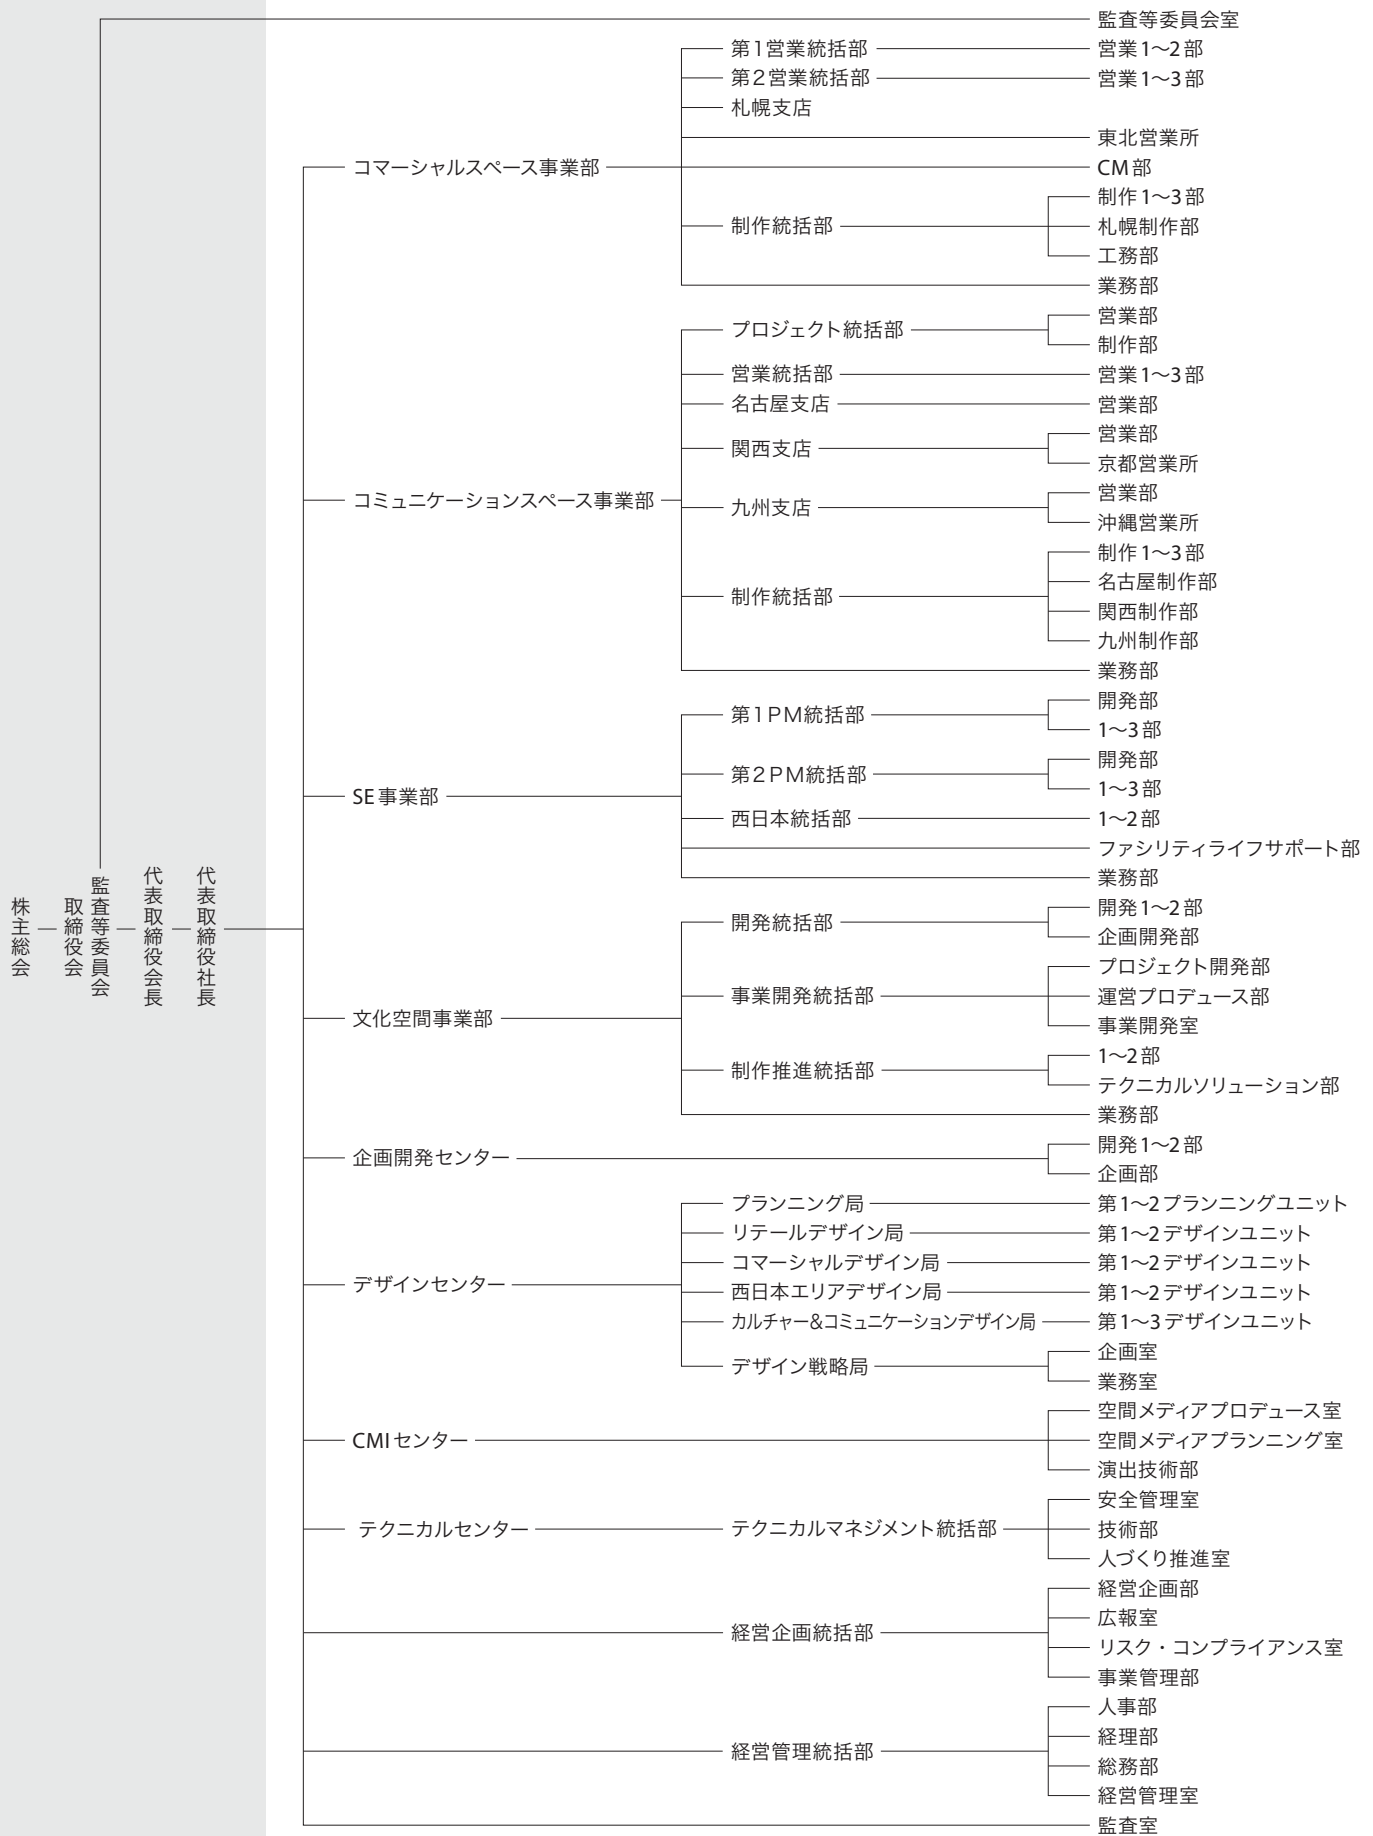 株主総会
取締役会
監査等委員会
代表取締役会長
代表取締役社長
監査等委員会室
コマーシャルスペース事業部
第1営業統括部
営業1〜2部
第2営業統括部
営業1〜3部
札幌支店
東北営業所
CM部
制作統括部
制作1〜3部
札幌制作部
工務部
業務部
コミュニケーションスペース事業部
プロジェクト統括部
営業部
制作部
営業統括部
営業1〜3部
名古屋支店
営業部
関西支店
営業部
京都営業所
九州支店
営業部
沖縄営業所
制作統括部
制作1〜3部
名古屋制作部
関西制作部
九州制作部
業務部
SE事業部
第1PM統括部
開発部
1〜3部
第2PM統括部
開発部
1〜3部
西日本統括部
1〜2部
ファシリティライフサポート部
業務部
文化空間事業部
開発統括部
開発1〜2部
企画開発部
事業開発統括部
プロジェクト開発部
運営プロデュース部
事業開発室
制作推進統括部
1〜2部
テクニカルソリューション部
業務部
企画開発センター
開発1〜2部
企画部
デザインセンター
プランニング局
第1〜2プランニングユニット
リテールデザイン局
第1〜2デザインユニット
コマーシャルデザイン局
第1〜2デザインユニット
西日本エリアデザイン局
第1〜2デザインユニット
カルチャー&コミュニケーションデザイン局
第1〜3デザインユニット
デザイン戦略局
企画室
業務室
CMIセンター
空間メディアプロデュース室
空間メディアプランニング室
演出技術部
テクニカルセンター
テクニカルマネジメント統括部
安全管理室
技術部
人づくり推進室
経営企画統括部
経営企画部
広報室
リスク・コンプライアンス室
事業管理部
経営管理統括部
人事部
経理部
総務部
経営管理室
監査室